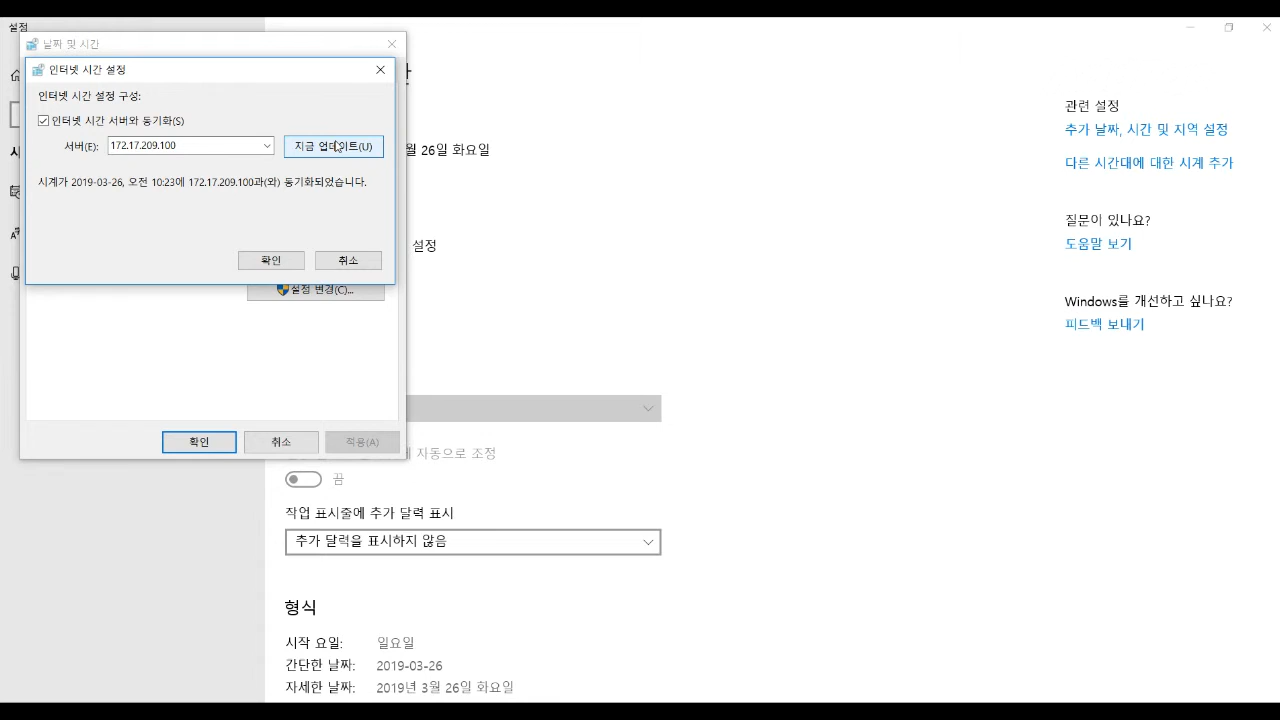 설정
날짜 및 시간
인터넷 시간 설정
인터넷 시간 설정 구성:
인터넷 시간 서버와 동기화(S)
서버(E):
172.17.209.100
지금 업데이트(U)
시계가 2019-03-26, 오전 10:23에 172.17.209.100과(와) 동기화되었습니다.
확인
취소
설정 변경(C)...
확인
취소
적용(A)
월 26일 화요일
설정
자동으로 조정
끔
작업 표시줄에 추가 달력 표시
추가 달력을 표시하지 않음
형식
시작 요일: 일요일
간단한 날짜: 2019-03-26
자세한 날짜: 2019년 3월 26일 화요일
관련 설정
추가 날짜, 시간 및 지역 설정
다른 시간대에 대한 시계 추가
질문이 있나요?
도움말 보기
Windows를 개선하고 싶나요?
피드백 보내기